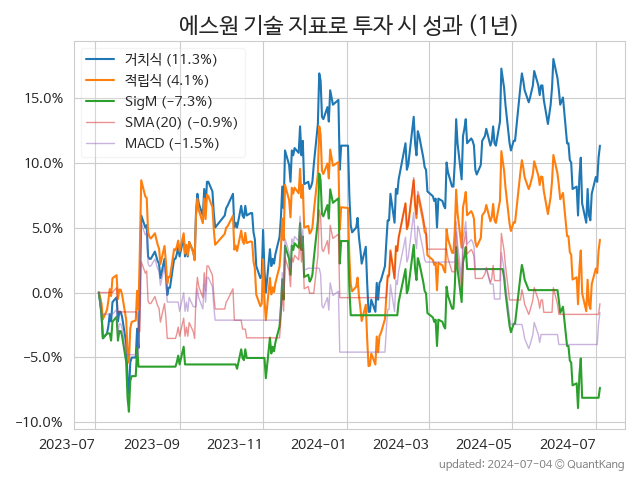 에스원 기술 지표로 투자 시 성과 (1년)
거치식 (11.3%)
적립식 (4.1%)
SigM (−7.3%)
SMA(20) (−0.9%)
MACD (−1.5%)
15.0%
10.0%
5.0%
0.0%
−5.0%
−10.0%
2023-07 2023-09 2023-11 2024-01 2024-03 2024-05 2024-07
updated: 2024-07-04 © QuantKang